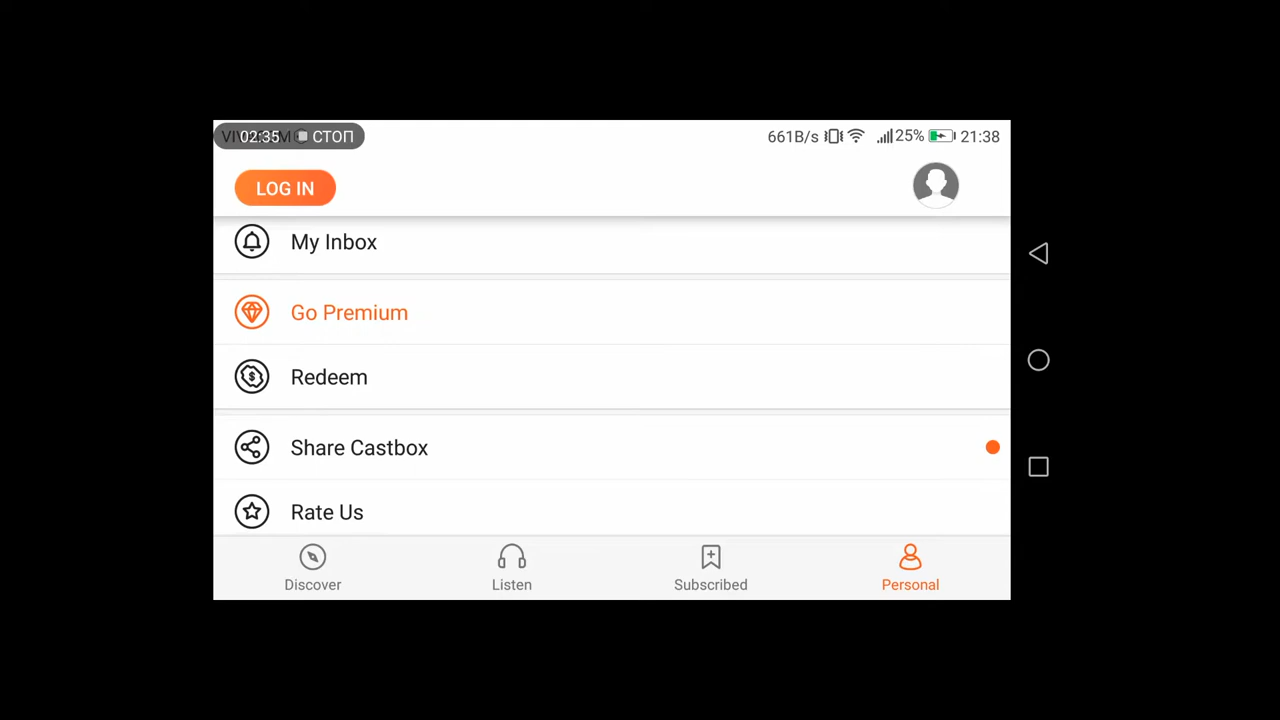 02:35 СТОП 661B/s 25% 21:38
LOG IN
My Inbox
Go Premium
Redeem
Share Castbox
Rate Us
Discover Listen Subscribed Personal